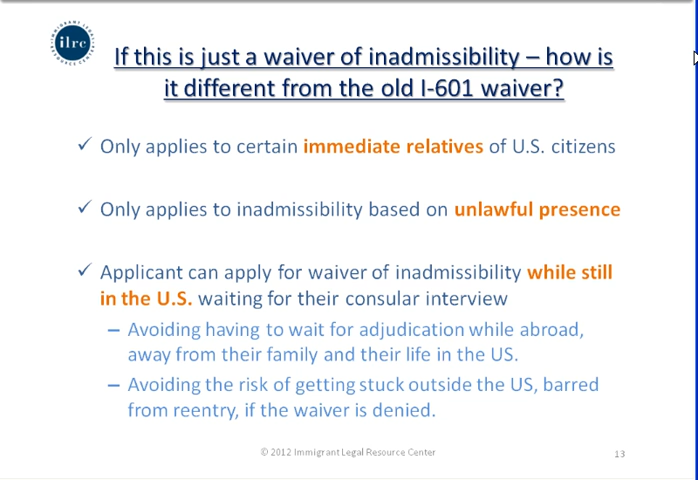 ilrc
If this is just a waiver of inadmissibility – how is
it different from the old I-601 waiver?
✓ Only applies to certain immediate relatives of U.S. citizens
✓ Only applies to inadmissibility based on unlawful presence
✓ Applicant can apply for waiver of inadmissibility while still
in the U.S. waiting for their consular interview
– Avoiding having to wait for adjudication while abroad,
away from their family and their life in the US.
– Avoiding the risk of getting stuck outside the US, barred
from reentry, if the waiver is denied.
© 2012 Immigrant Legal Resource Center
13